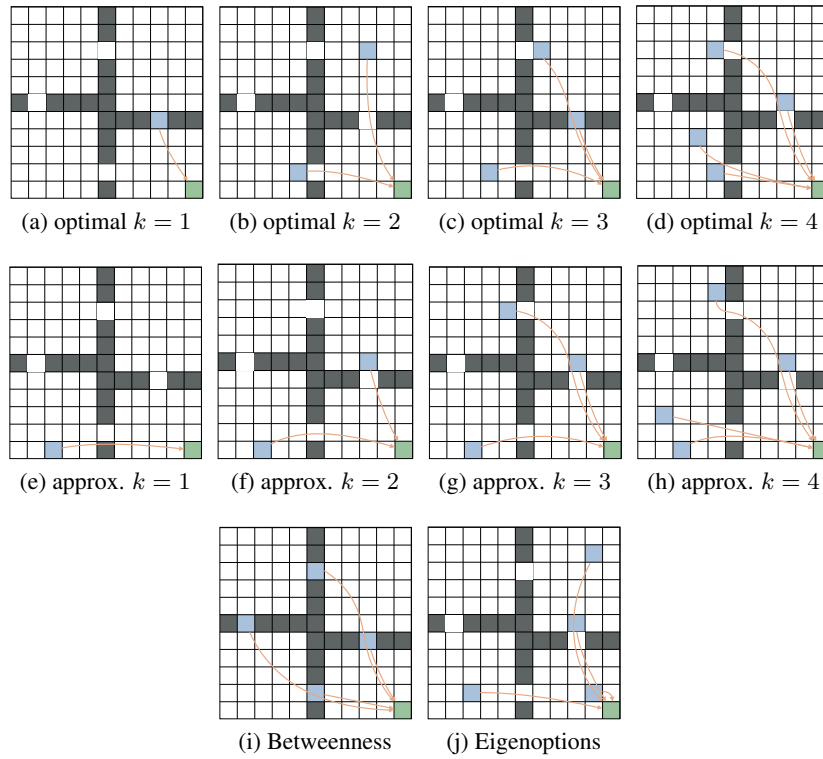 (a) optimal k = 1
(b) optimal k = 2
(c) optimal k = 3
(d) optimal k = 4
(e) approx. k = 1
(f) approx. k = 2
(g) approx. k = 3
(h) approx. k = 4
(i) Betweenness
(j) Eigenoptions